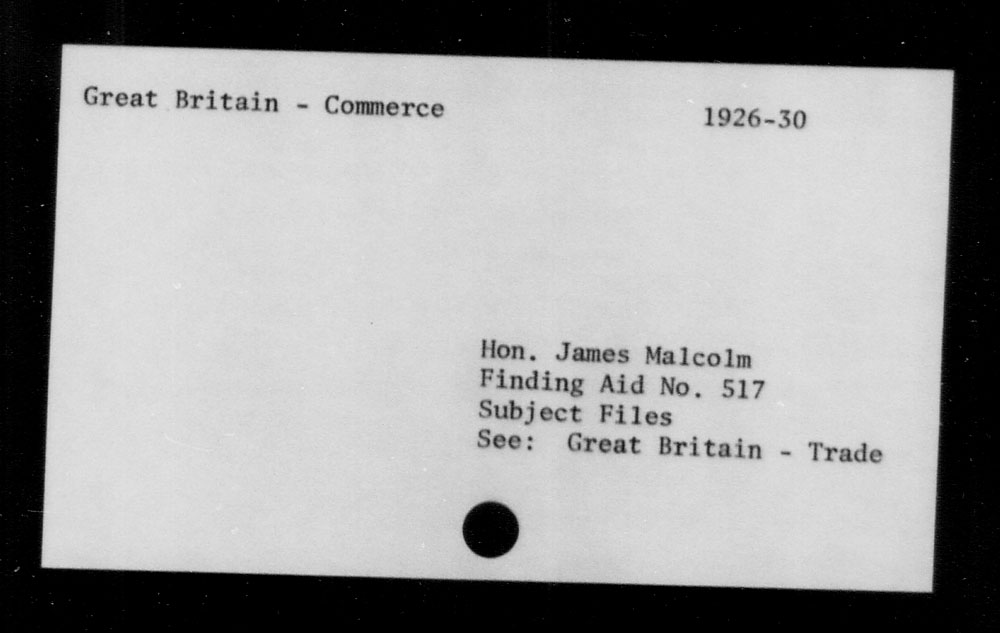 Great Britain - Commerce 1926-30
Hon. James Malcolm
Finding Aid No. 517
Subject Files
See: Great Britain - Trade